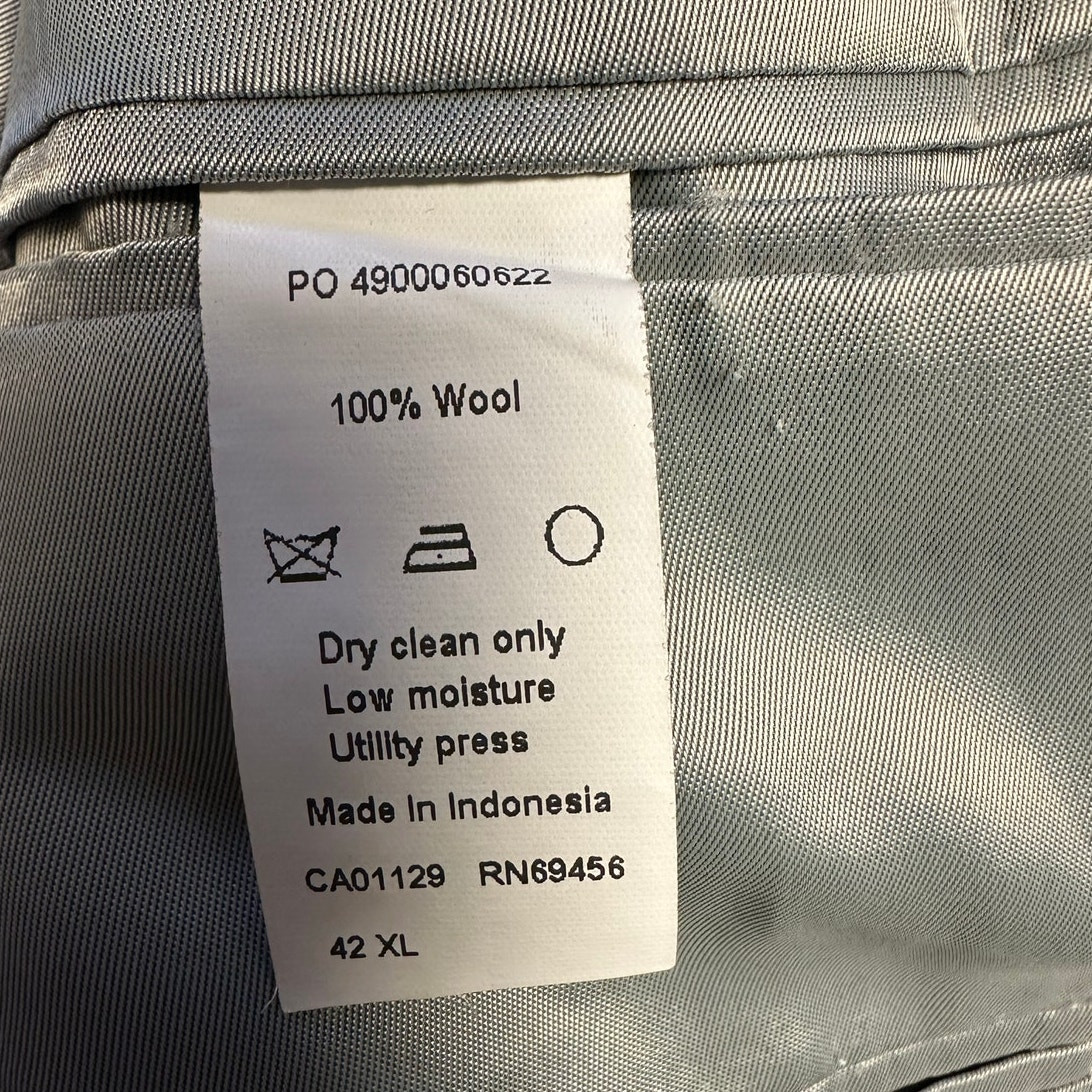 PO 4900060622
100% Wool
Dry clean only
Low moisture
Utility press
Made In Indonesia
CA01129 RN69456
42 XL